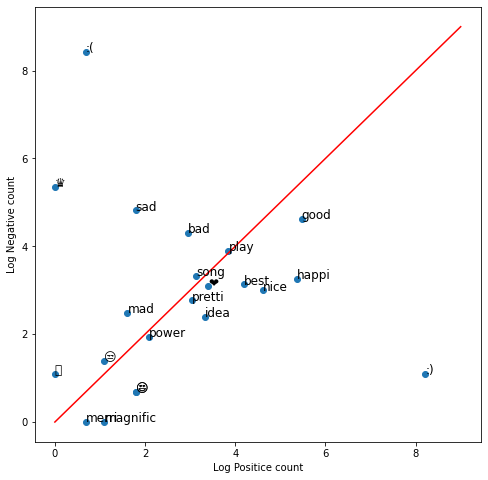 8
6
4
2
0
Log Negative count
:(
♛
sad
good
bad
play
song
happi
best
❤
nice
pretti
mad
idea
power
😒
:)
merri
magnific
0
2
4
6
8
Log Positice count